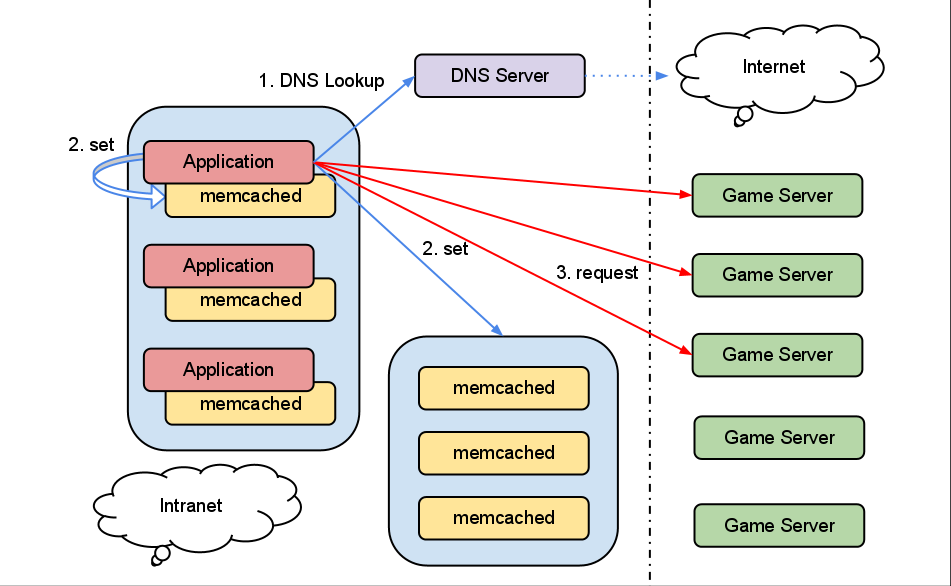 DNS Server
Internet
1. DNS Lookup
2. set
Application
memcached
Game Server
2. set
3. request
Application
memcached
Game Server
Application
memcached
Game Server
memcached
memcached
memcached
Game Server
Game Server
Intranet